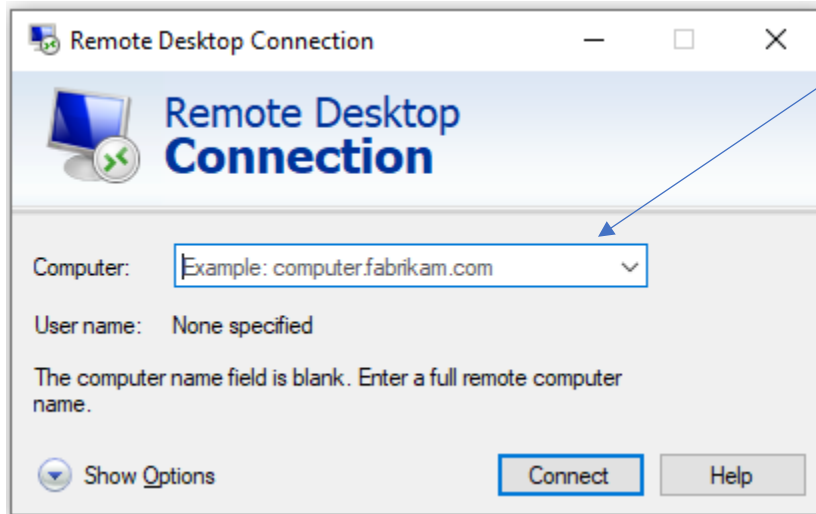 Remote Desktop Connection
Remote Desktop
Connection
Computer: Example: computer.fabrikam.com
User name: None specified
The computer name field is blank. Enter a full remote computer
name.
Show Options Connect Help